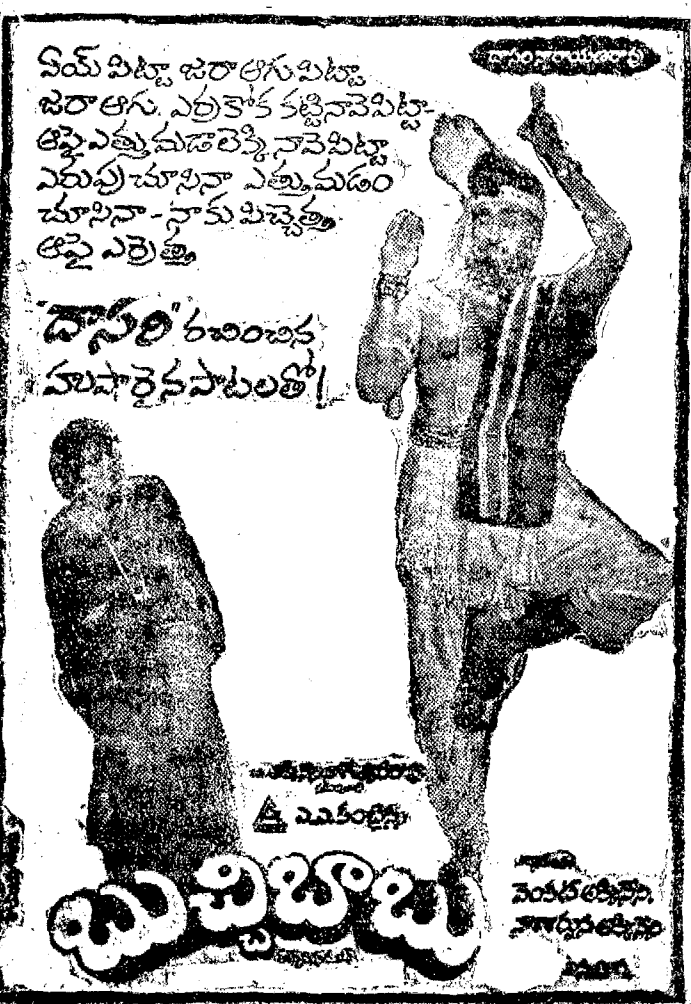 ఏయ్ పిట్టా జరా ఆగు పిట్టా
జరా ఆగు. ఎర్రకోక కట్టినావె పిట్టా-
ఆపై ఎత్తు మడాలెక్కి నావెపిట్టా
ఎరుపు చూసినా ఎత్తుమడం
చూసినా - నాకు పిచ్చెత్త
ఆపై ఎర్రెత్త
"దాసరి" రచించిన
హుషారైన పాటలతో!
బుచ్చిబాబు
వెంకట్ అక్కినేని.
నాగార్జున అక్కినేని